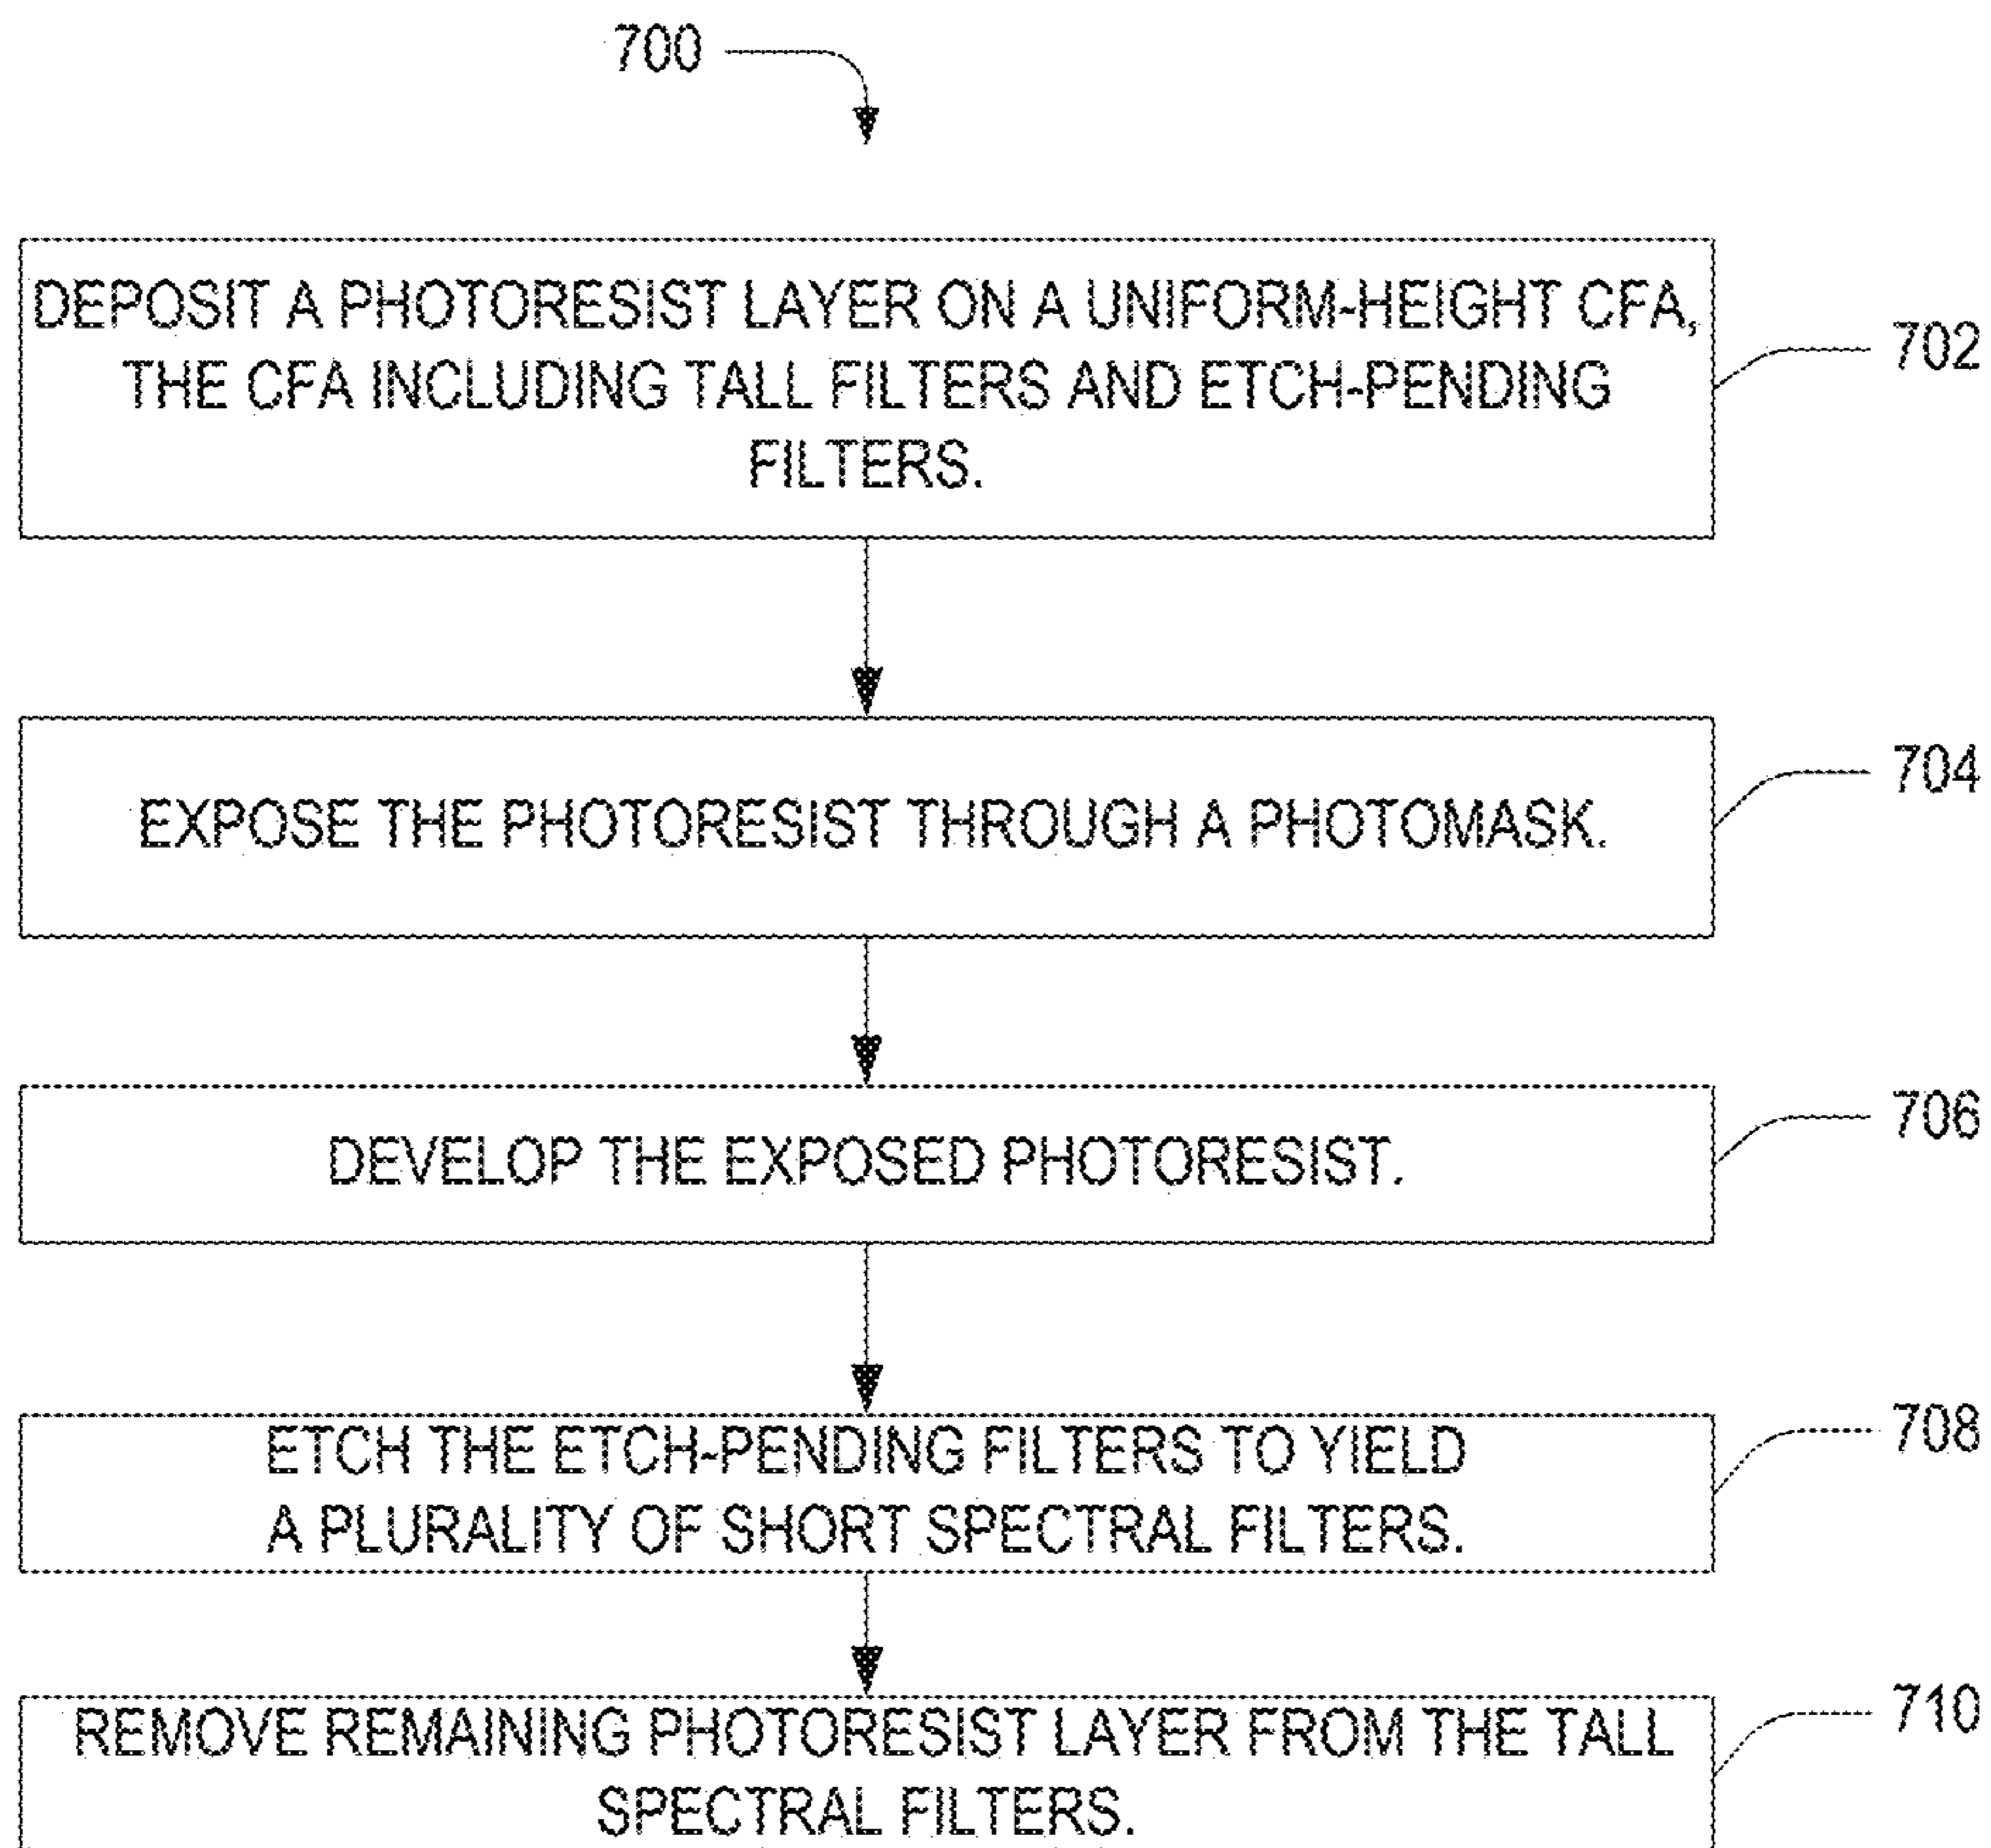 700
DEPOSIT A PHOTORESIST LAYER ON A UNIFORM-HEIGHT CFA,
THE CFA INCLUDING TALL FILTERS AND ETCH-PENDING
FILTERS.
702
EXPOSE THE PHOTORESIST THROUGH A PHOTOMASK.
704
DEVELOP THE EXPOSED PHOTORESIST.
706
ETCH THE ETCH-PENDING FILTERS TO YIELD
A PLURALITY OF SHORT SPECTRAL FILTERS.
708
REMOVE REMAINING PHOTORESIST LAYER FROM THE TALL
SPECTRAL FILTERS.
710